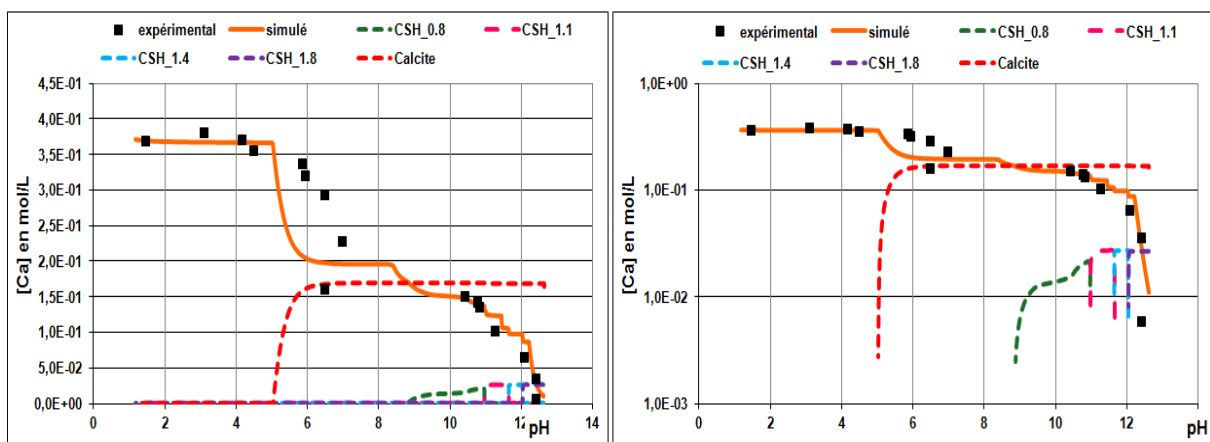 expérimental simulé CSH_0.8 CSH_1.1
CSH_1.4 CSH_1.8 Calcite
4,5E-01
4,0E-01
3,5E-01
3,0E-01
2,5E-01
2,0E-01
1,5E-01
1,0E-01
5,0E-02
0,0E+00
[Ca] en mol/L
0 2 4 6 8 10 12 14
pH
expérimental simulé CSH_0.8 CSH_1.1
CSH_1.4 CSH_1.8 Calcite
1,0E+00
1,0E-01
1,0E-02
1,0E-03
[Ca] en mol/L
0 2 4 6 8 10 12
pH